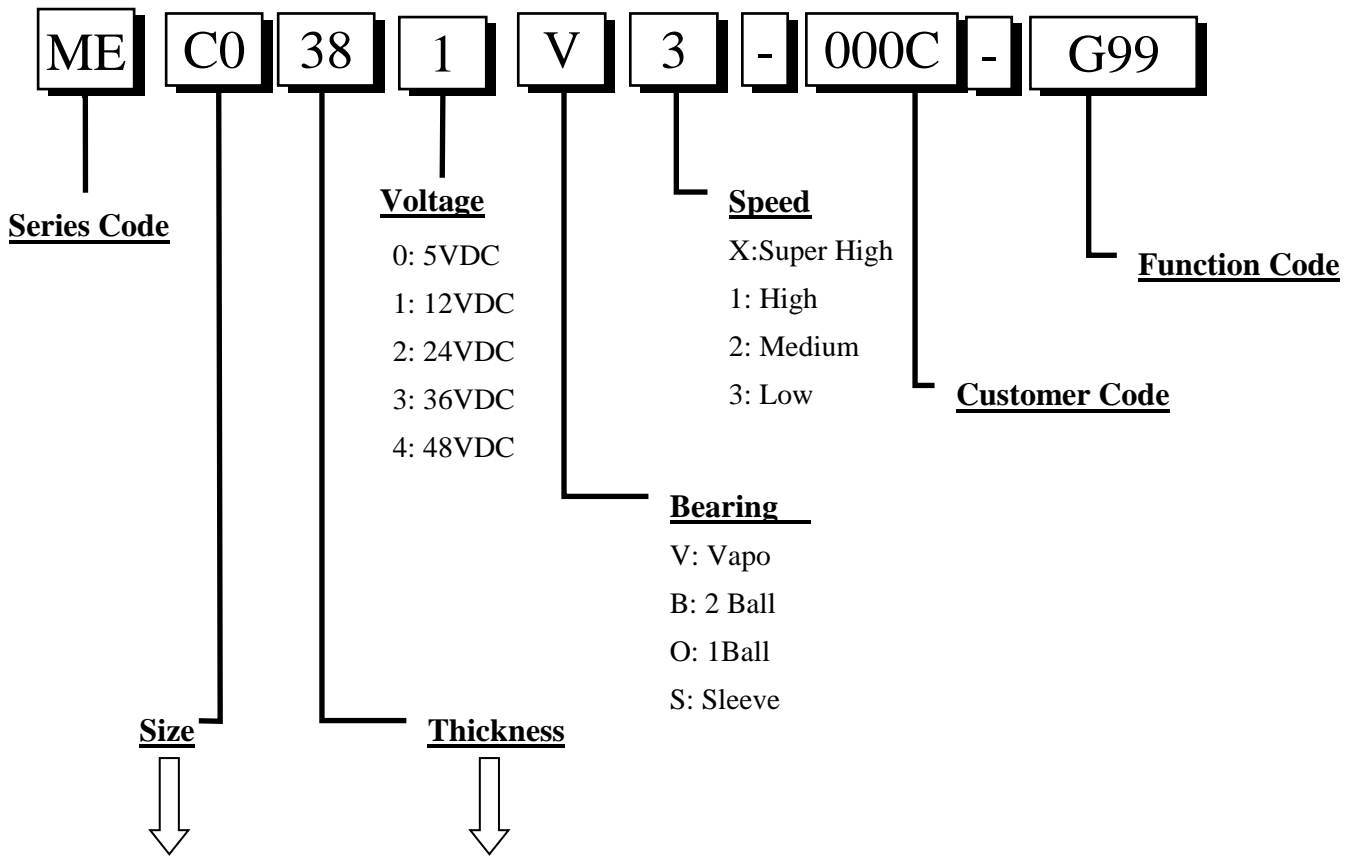 ME C0 38 1 V 3 - 000C - G99
Series Code
Voltage
0: 5VDC
1: 12VDC
2: 24VDC
3: 36VDC
4: 48VDC
Speed
X:Super High
1: High
2: Medium
3: Low
Function Code
Customer Code
Bearing
V: Vapo
B: 2 Ball
O: 1Ball
S: Sleeve
Size
Thickness